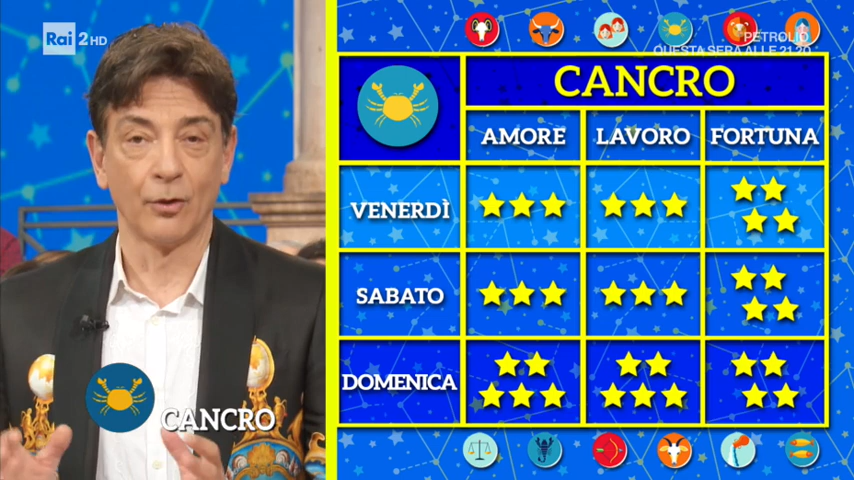 Rai 2 HD
PETROLIO
QUESTA SERA ALLE 21.20
CANCRO
AMORE LAVORO FORTUNA
VENERDÌ
SABATO
DOMENICA
CANCRO